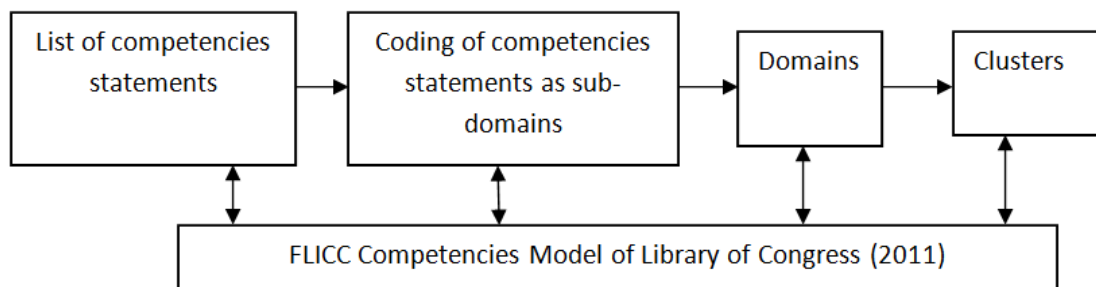 List of competencies
statements
Coding of competencies
statements as sub-
domains
Domains
Clusters
FLICC Competencies Model of Library of Congress (2011)